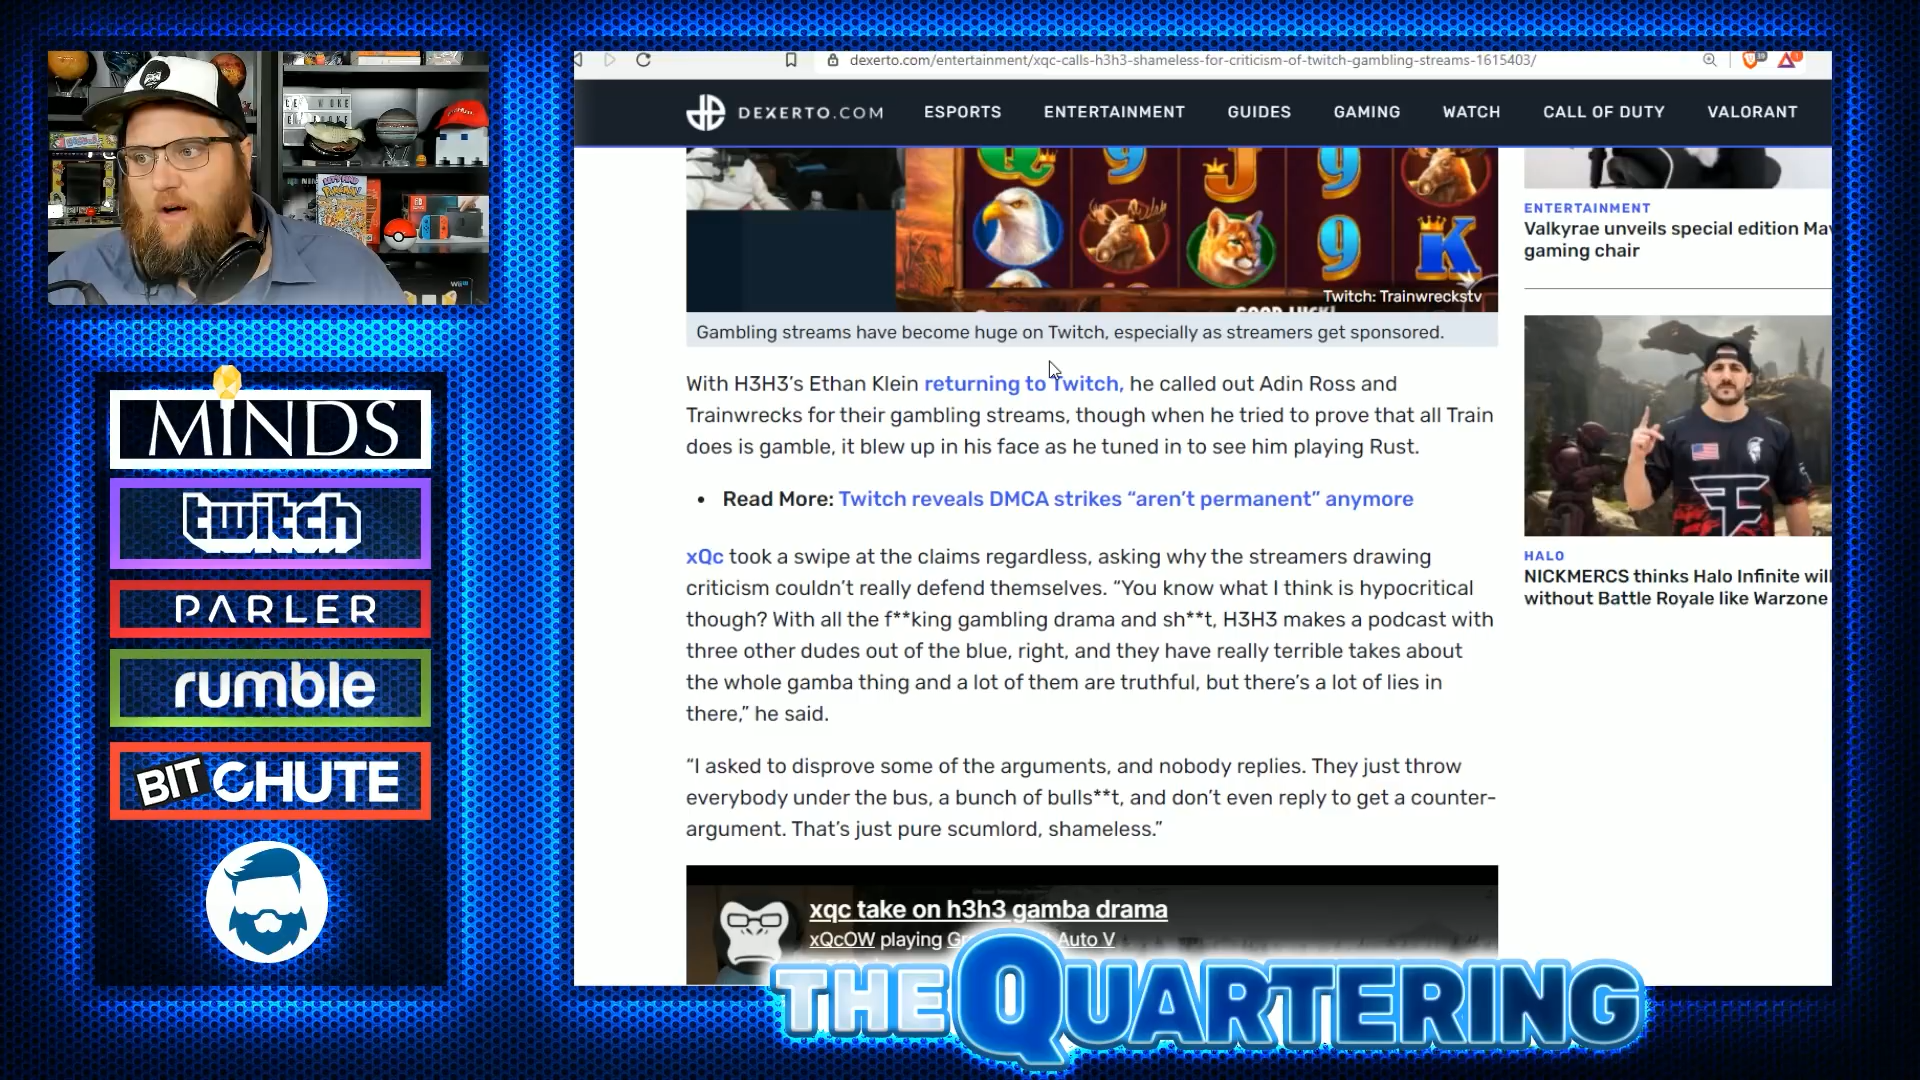 dexerto.com/entertainment/xqc-calls-h3h3-shameless-for-criticism-of-twitch-gambling-streams-1615403/
DEXERTO.COM ESPORTS ENTERTAINMENT GUIDES GAMING WATCH CALL OF DUTY VALORANT
Q 9 J 9
9 K
GOOD LUCK!
Twitch: Trainwreckstv
Gambling streams have become huge on Twitch, especially as streamers get sponsored.
With H3H3’s Ethan Klein returning to Twitch, he called out Adin Ross and
Trainwrecks for their gambling streams, though when he tried to prove that all Train
does is gamble, it blew up in his face as he tuned in to see him playing Rust.
• Read More: Twitch reveals DMCA strikes “aren’t permanent” anymore
xQc took a swipe at the claims regardless, asking why the streamers drawing
criticism couldn’t really defend themselves. “You know what I think is hypocritical
though? With all the f**king gambling drama and sh**t, H3H3 makes a podcast with
three other dudes out of the blue, right, and they have really terrible takes about
the whole gamba thing and a lot of them are truthful, but there’s a lot of lies in
there,” he said.
“I asked to disprove some of the arguments, and nobody replies. They just throw
everybody under the bus, a bunch of bulls**t, and don’t even reply to get a counter-
argument. That’s just pure scumlord, shameless.”
xqc take on h3h3 gamba drama
xQcOW playing Auto V
ENTERTAINMENT
Valkyrae unveils special edition Mav
gaming chair
HALO
NICKMERCS thinks Halo Infinite wil
without Battle Royale like Warzone
MINDS
twitch
PARLER
rumble
BITCHUTE
THE QUARTERING